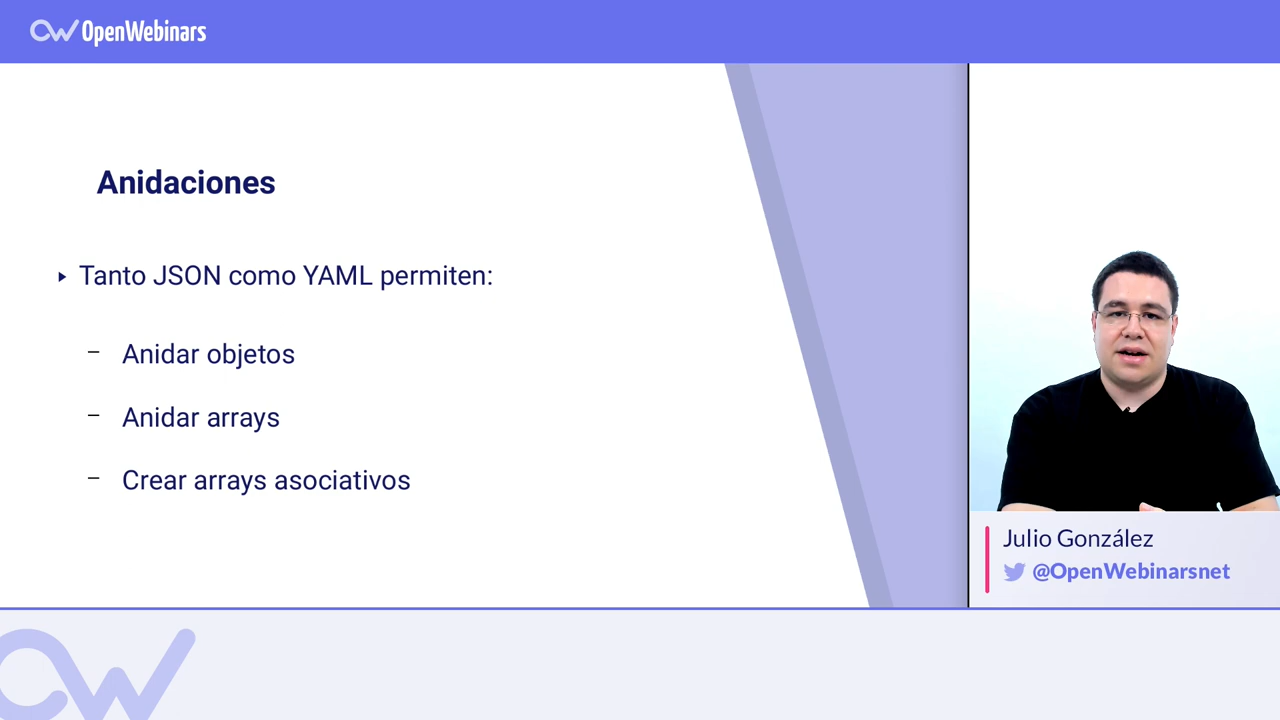 OpenWebinars
Anidaciones
Tanto JSON como YAML permiten:
– Anidar objetos
– Anidar arrays
– Crear arrays asociativos
Julio González
@OpenWebinarsnet